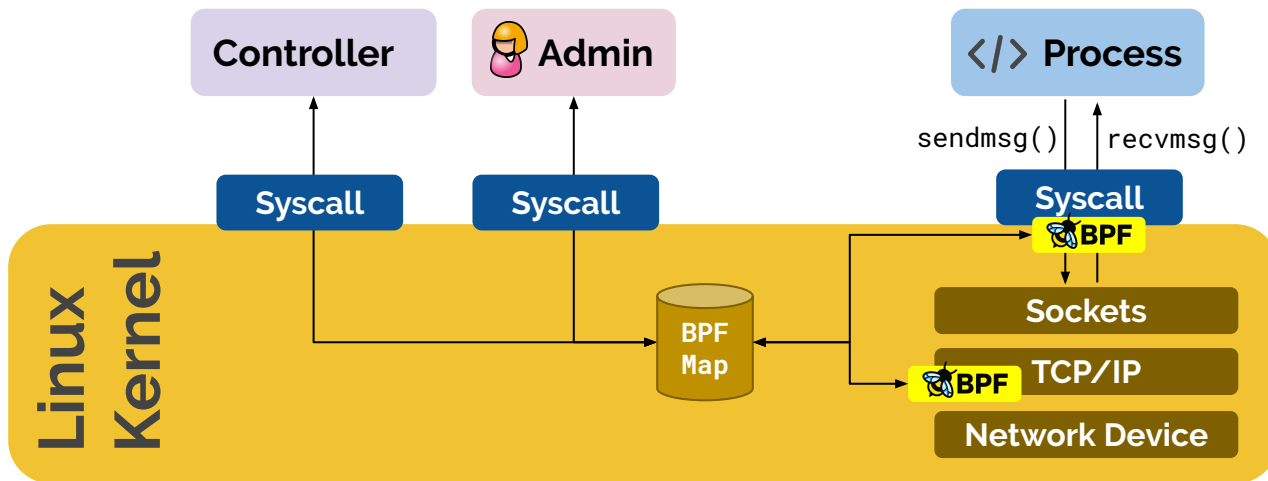 Controller
Admin
</> Process
sendmsg()
recvmsg()
Syscall
Syscall
Syscall
BPF
Linux
Kernel
BPF
Map
Sockets
TCP/IP
BPF
Network Device